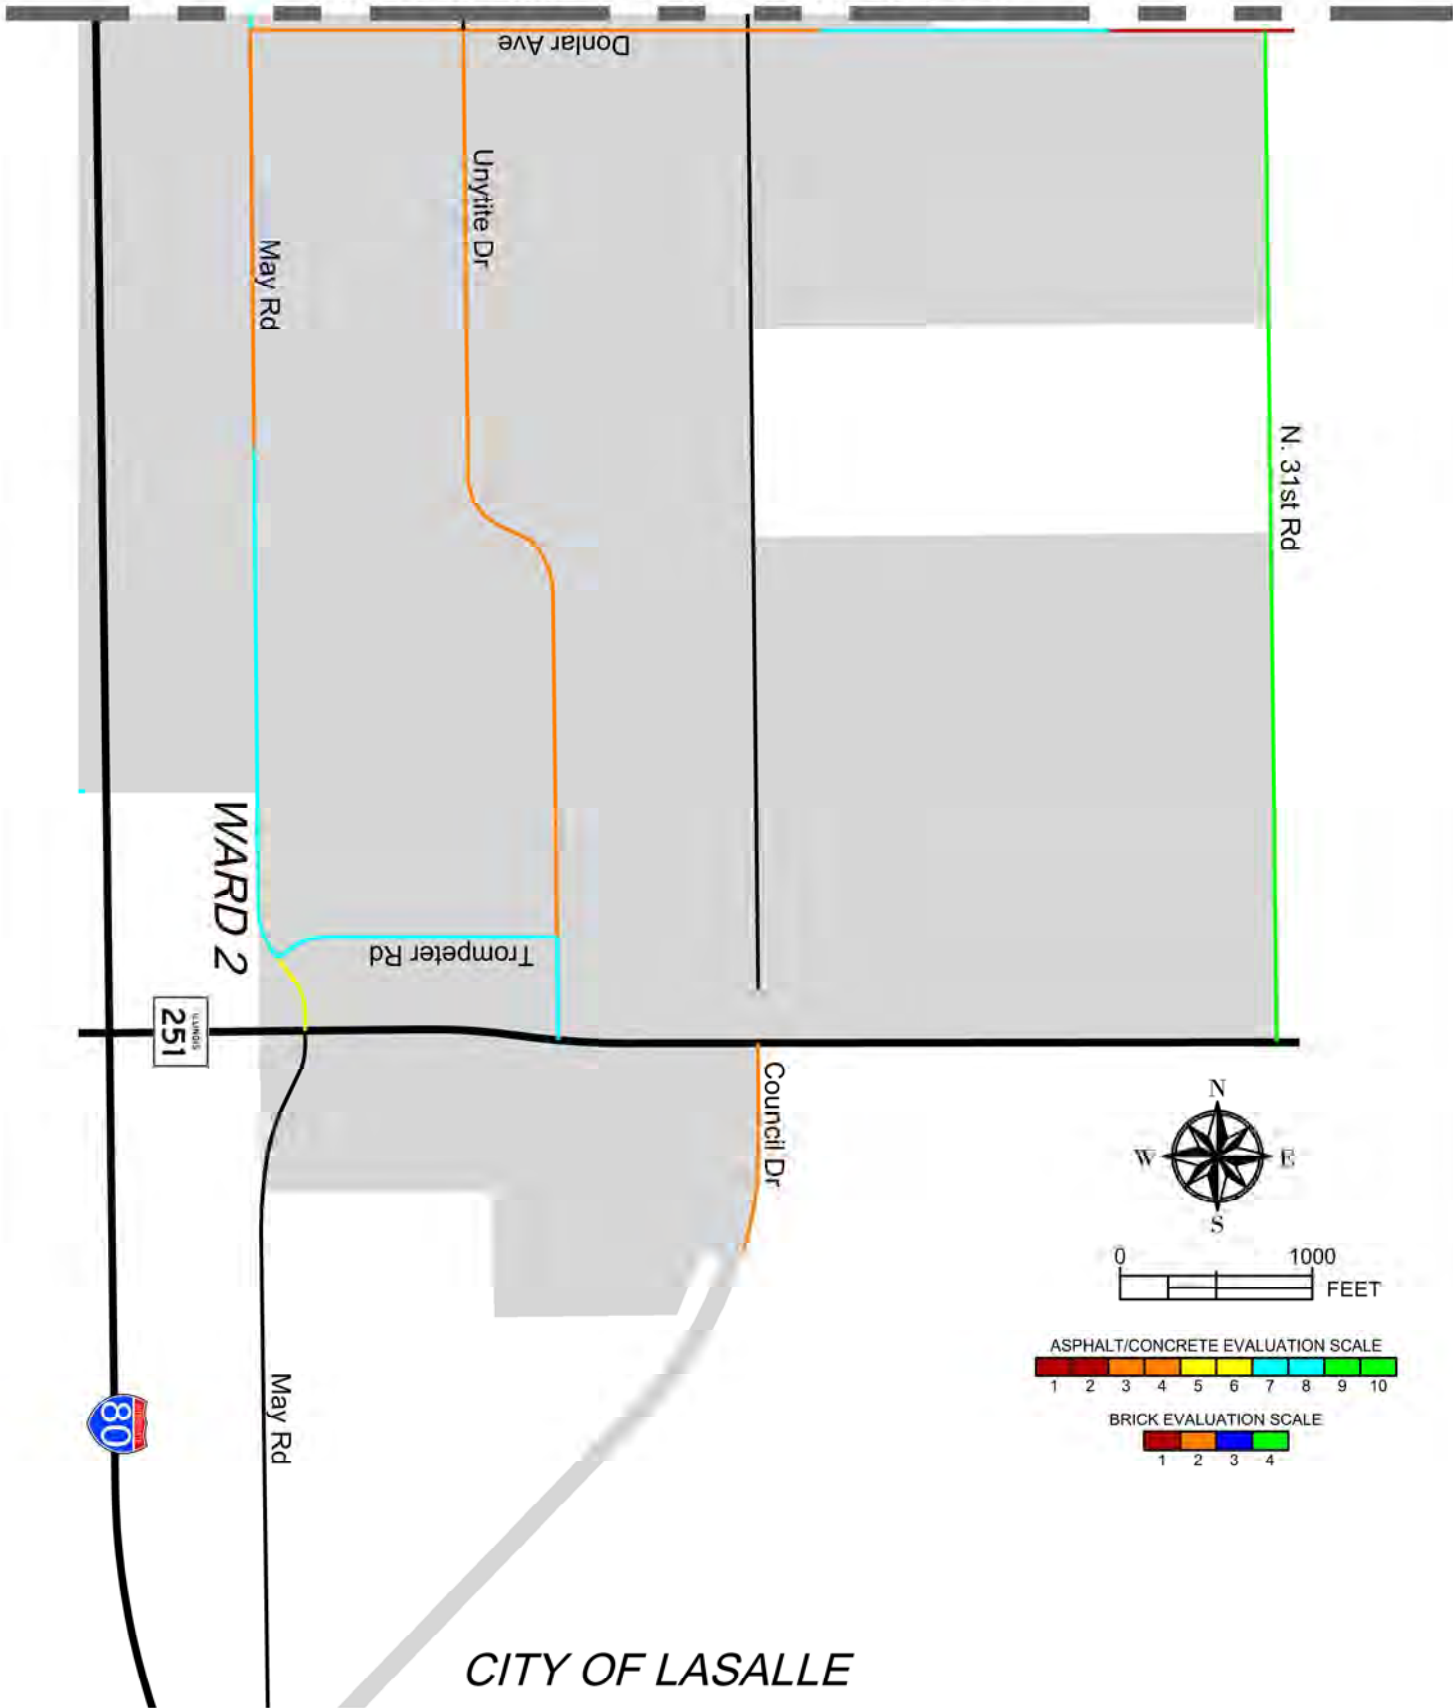 Donlar Ave
Unytite Dr
May Rd
N. 31st Rd
WARD 2
Trompeter Rd
ILLINOIS
251
Council Dr
N
W E
S
0 1000
FEET
ASPHALT/CONCRETE EVALUATION SCALE
1 2 3 4 5 6 7 8 9 10
BRICK EVALUATION SCALE
1 2 3 4
May Rd
80
CITY OF LASALLE